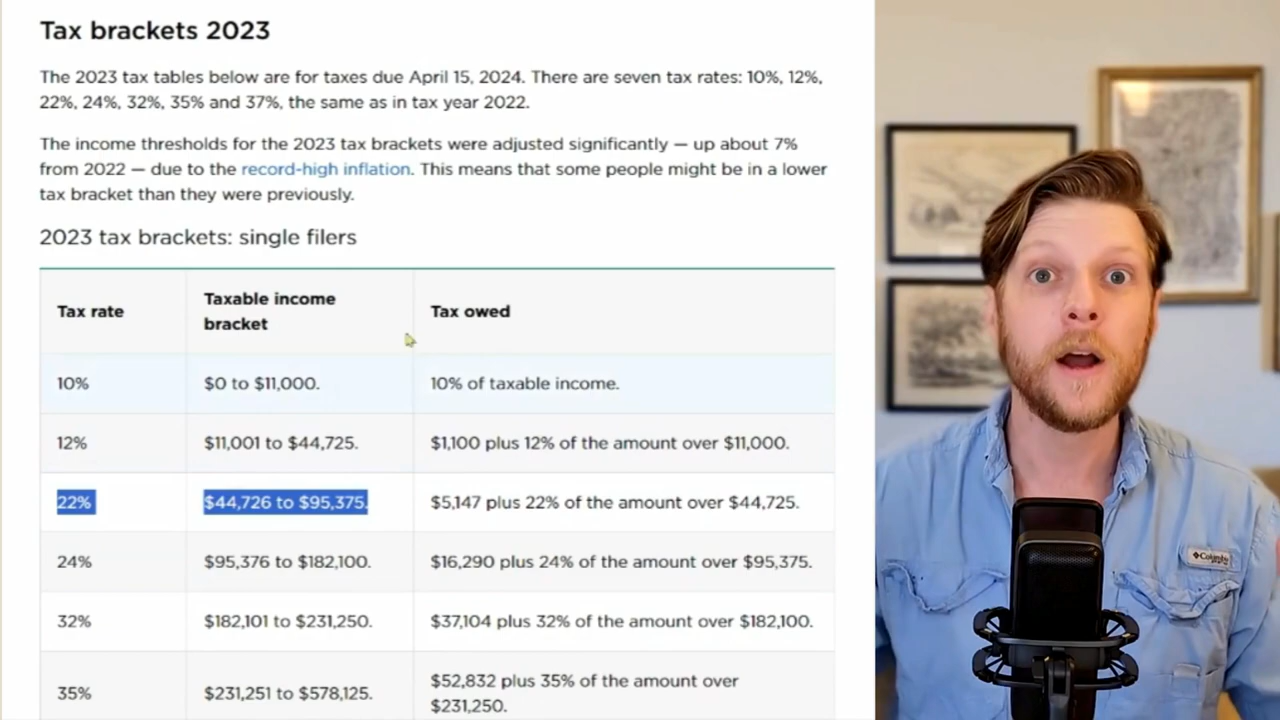 Tax brackets 2023
The 2023 tax tables below are for taxes due April 15, 2024. There are seven tax rates: 10%, 12%,
22%, 24%, 32%, 35% and 37%, the same as in tax year 2022.
The income thresholds for the 2023 tax brackets were adjusted significantly — up about 7%
from 2022 — due to the record-high inflation. This means that some people might be in a lower
tax bracket than they were previously.
2023 tax brackets: single filers
Tax rate Taxable income bracket Tax owed
10% $0 to $11,000. 10% of taxable income.
12% $11,001 to $44,725. $1,100 plus 12% of the amount over $11,000.
22% $44,726 to $95,375. $5,147 plus 22% of the amount over $44,725.
24% $95,376 to $182,100. $16,290 plus 24% of the amount over $95,375.
32% $182,101 to $231,250. $37,104 plus 32% of the amount over $182,100.
35% $231,251 to $578,125. $52,832 plus 35% of the amount over
$231,250.
Columbia